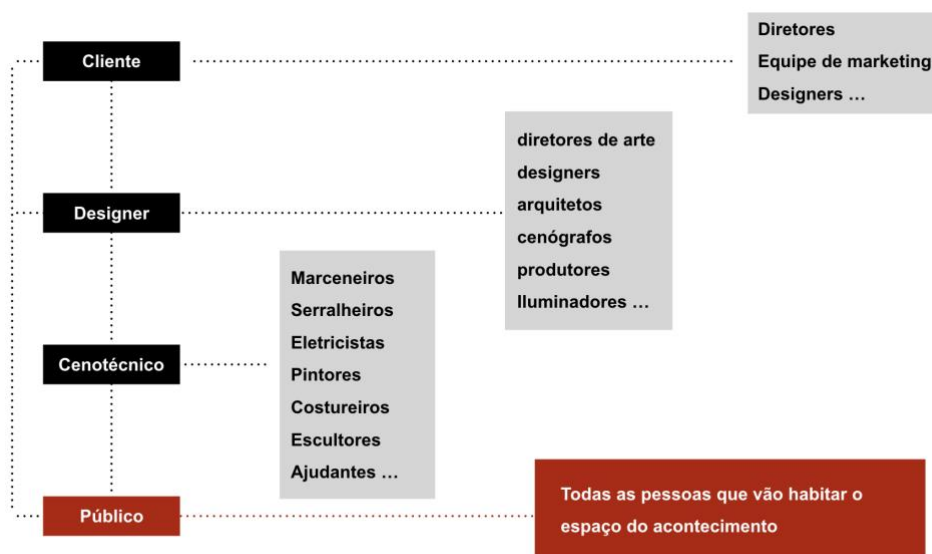 Cliente
Diretores
Equipe de marketing
Designers …
Designer
diretores de arte
designers
arquitetos
cenógrafos
produtores
Iluminadores …
Cenotécnico
Marceneiros
Serralheiros
Eletricistas
Pintores
Costureiros
Escultores
Ajudantes …
Público
Todas as pessoas que vão habitar o
espaço do acontecimento